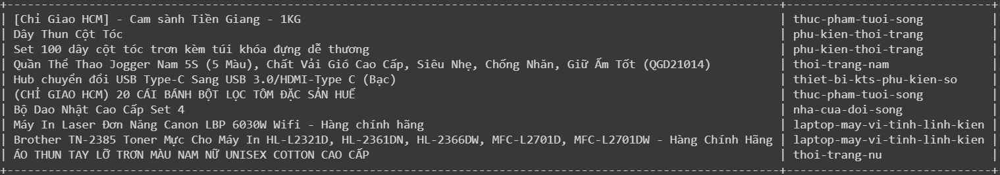 [Chỉ Giao HCM] - Cam sành Tiền Giang - 1KG | thuc-pham-tuoi-song
Dây Thun Cột Tóc | phu-kien-thoi-trang
Set 100 dây cột tóc trơn kèm túi khóa đựng dễ thương | phu-kien-thoi-trang
Quần Thể Thao Jogger Nam 5S (5 Màu), Chất Vải Gió Cao Cấp, Siêu Nhẹ, Chống Nhăn, Giữ Ấm Tốt (QGD21014) | thoi-trang-nam
Hub chuyển đổi USB Type-C Sang USB 3.0/HDMI-Type C (Bạc) | thiet-bi-kts-phu-kien-so
(CHỈ GIAO HCM) 20 CÁI BÁNH BỘT LỌC TÔM ĐẶC SẢN HUẾ | thuc-pham-tuoi-song
Bộ Dao Nhật Cao Cấp Set 4 | nha-cua-doi-song
Máy In Laser Đơn Năng Canon LBP 6030W Wifi - Hàng chính hãng | laptop-may-vi-tinh-linh-kien
Brother TN-2385 Toner Mực Cho Máy In HL-L2321D, HL-2361DN, HL-2366DW, MFC-L2701D, MFC-L2701DW - Hàng Chính Hãng | laptop-may-vi-tinh-linh-kien
ÁO THUN TAY LỠ TRƠN MÀU NAM NỮ UNISEX COTTON CAO CẤP | thoi-trang-nu